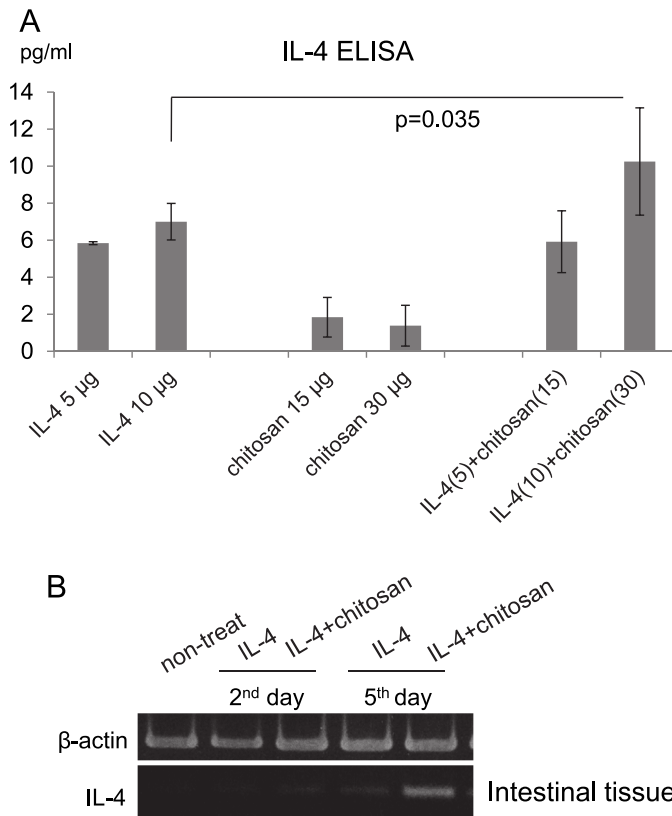 A
pg/ml
IL-4 ELISA
14
12
10
8
6
4
2
0
p=0.035
IL-4 5 µg
IL-4 10 µg
chitosan 15 µg
chitosan 30 µg
IL-4(5)+chitosan(15)
IL-4(10)+chitosan(30)
B
non-treat
IL-4
IL-4+chitosan
IL-4
IL-4+chitosan
2nd day
5th day
β-actin
IL-4
Intestinal tissue